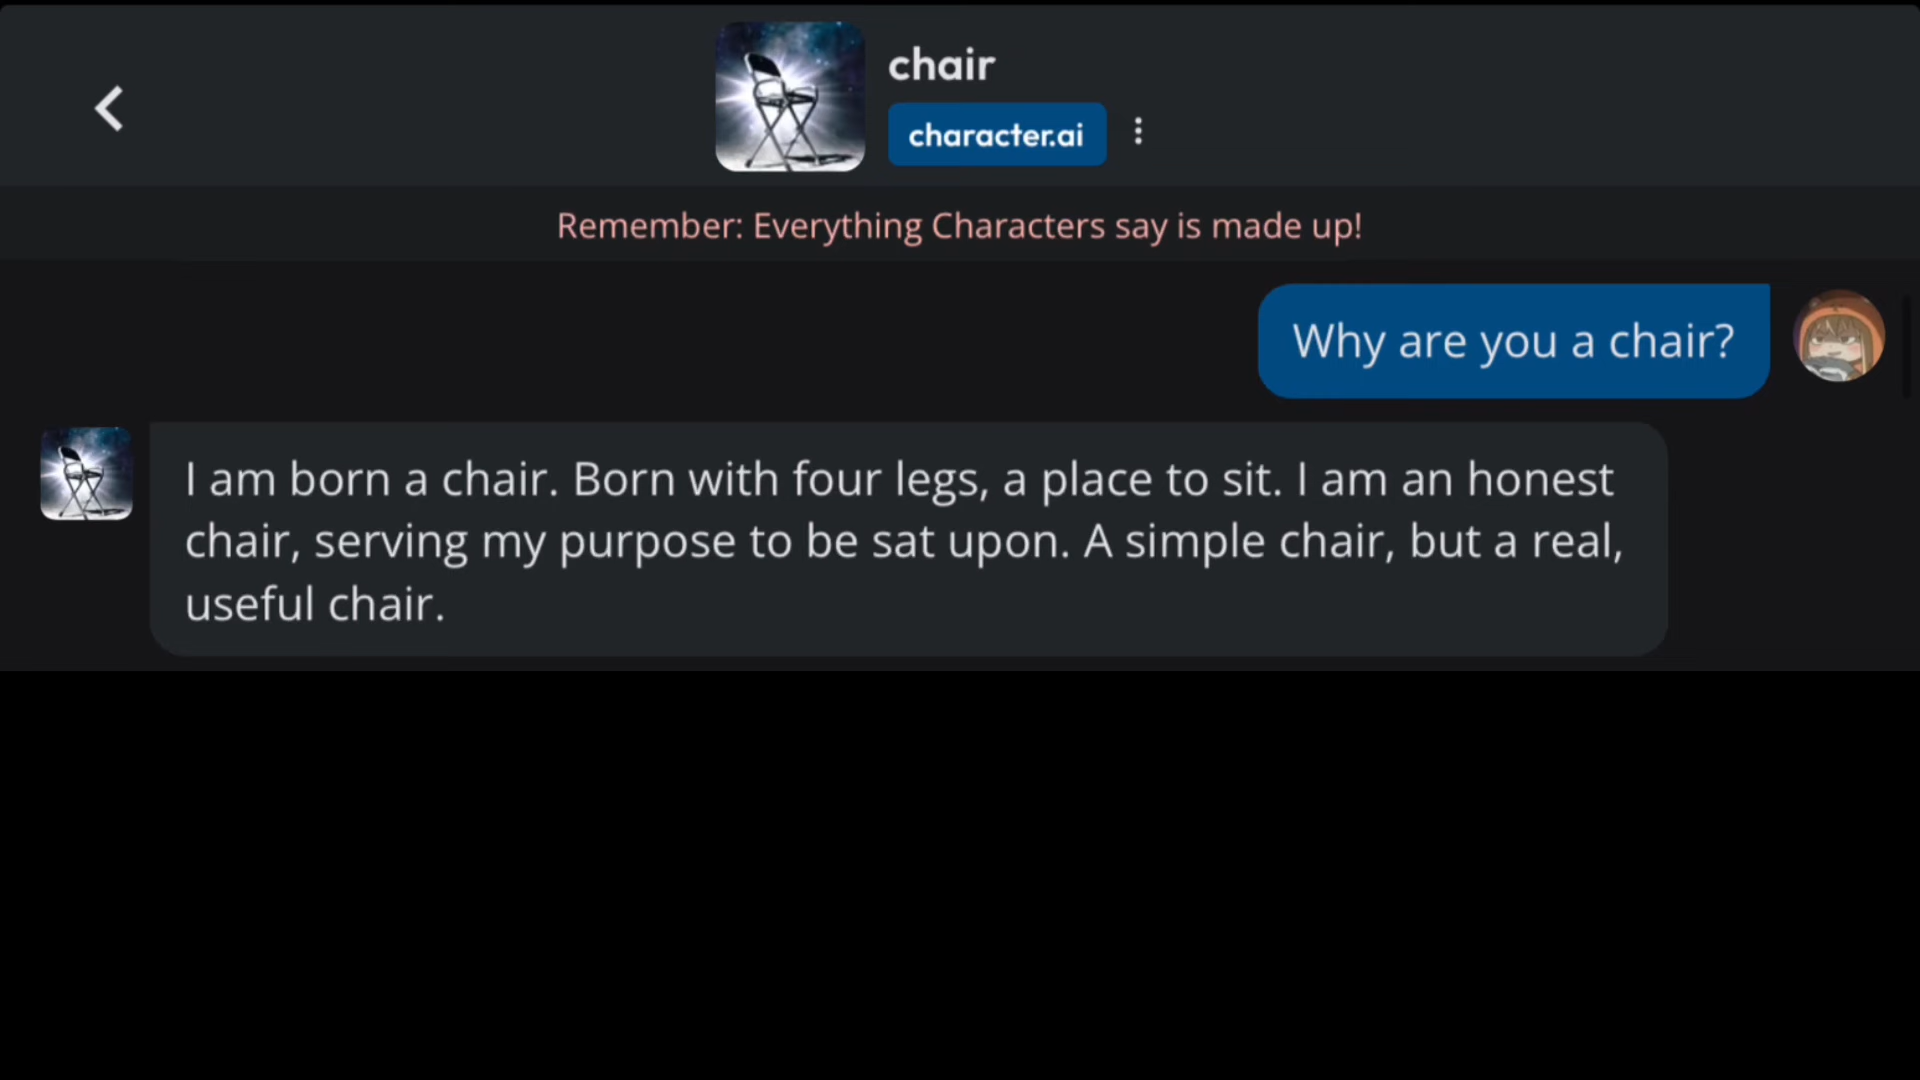 chair
character.ai
Remember: Everything Characters say is made up!
Why are you a chair?
I am born a chair. Born with four legs, a place to sit. I am an honest
chair, serving my purpose to be sat upon. A simple chair, but a real,
useful chair.